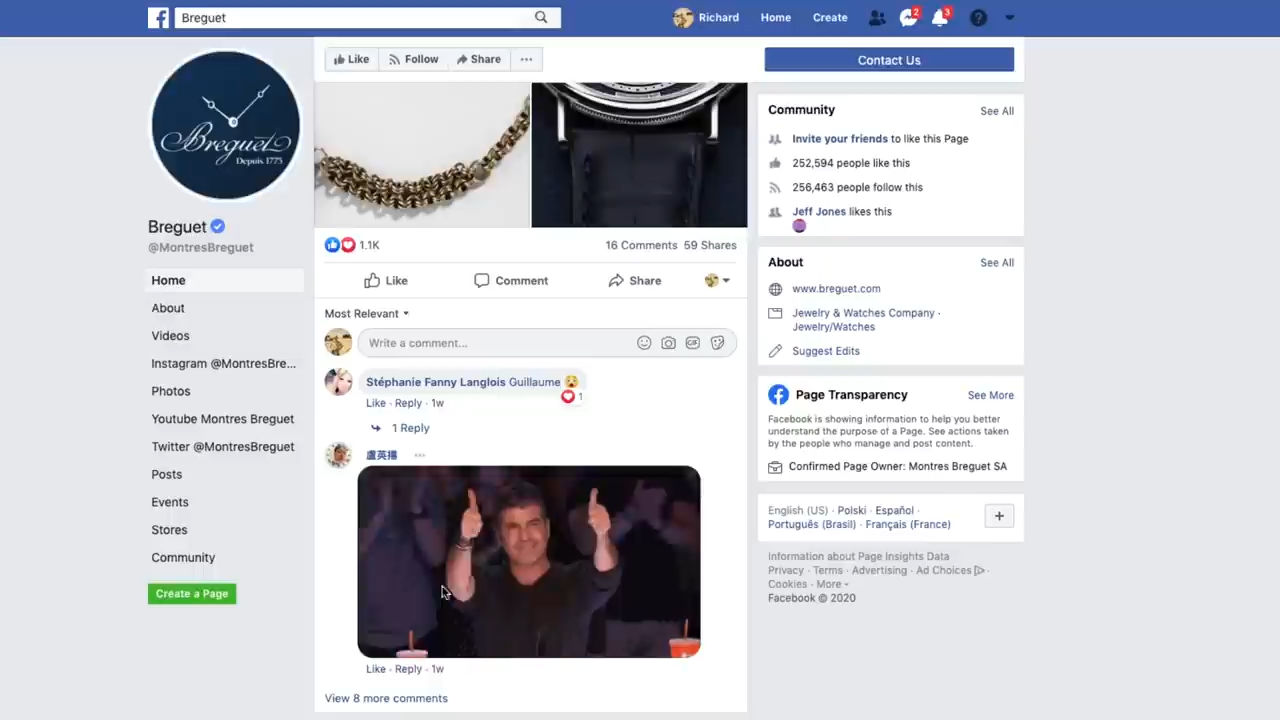 Breguet
Richard
Home
Create
2
3
Breguet
Depuis 1775
Breguet
@MontresBreguet
Home
About
Videos
Instagram @MontresBre...
Photos
Youtube Montres Breguet
Twitter @MontresBreguet
Posts
Events
Stores
Community
Create a Page
Like
Follow
Share
Contact Us
1.1K
16 Comments 59 Shares
Like
Comment
Share
Most Relevant
Write a comment...
GIF
Stéphanie Fanny Langlois Guillaume
1
Like · Reply · 1w
1 Reply
盧英揚
Like · Reply · 1w
View 8 more comments
Community
See All
Invite your friends to like this Page
252,594 people like this
256,463 people follow this
Jeff Jones likes this
About
See All
www.breguet.com
Jewelry & Watches Company ·
Jewelry/Watches
Suggest Edits
Page Transparency
See More
Facebook is showing information to help you better
understand the purpose of a Page. See actions taken
by the people who manage and post content.
Confirmed Page Owner: Montres Breguet SA
English (US) · Polski · Español ·
Português (Brasil) · Français (France)
Information about Page Insights Data
Privacy · Terms · Advertising · Ad Choices ·
Cookies · More
Facebook © 2020